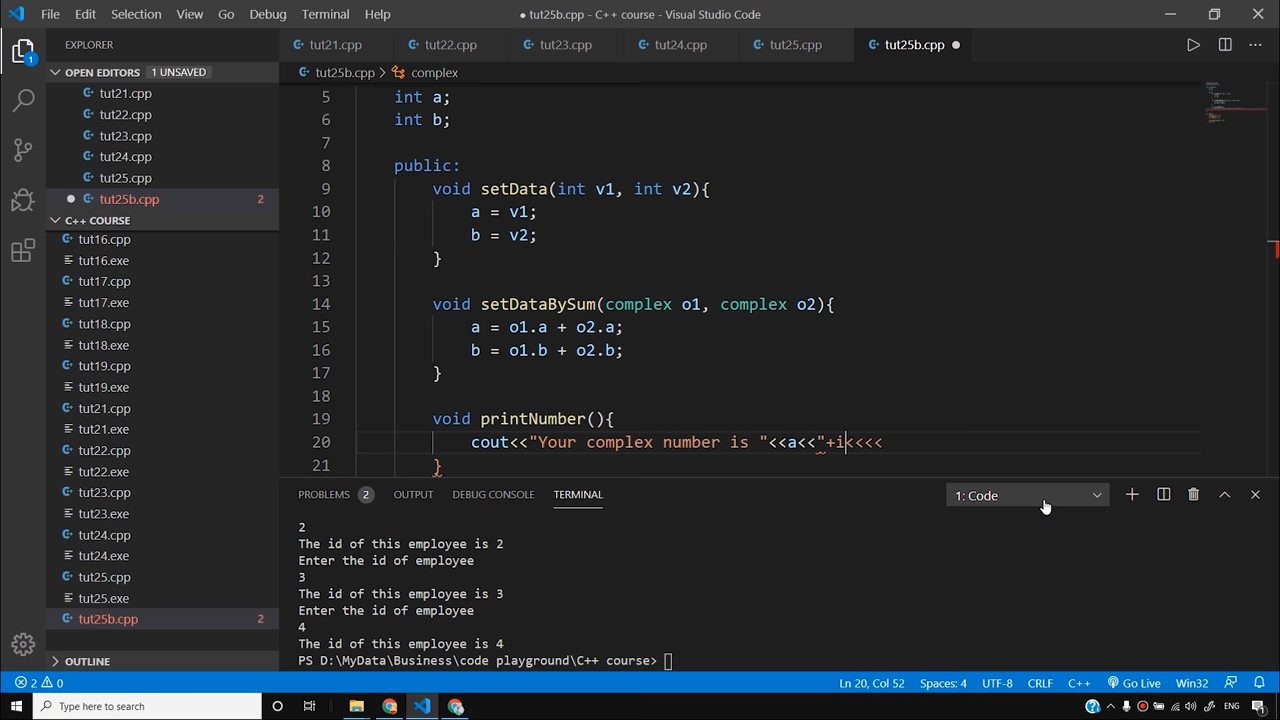 File Edit Selection View Go Debug Terminal Help
● tut25b.cpp - C++ course - Visual Studio Code
EXPLORER
tut21.cpp tut22.cpp tut23.cpp tut24.cpp tut25.cpp tut25b.cpp ●
OPEN EDITORS 1 UNSAVED
tut25b.cpp > complex
tut21.cpp
tut22.cpp
tut23.cpp
tut24.cpp
tut25.cpp
● tut25b.cpp 2
C++ COURSE
tut16.cpp
tut16.exe
tut17.cpp
tut17.exe
tut18.cpp
tut18.exe
tut19.cpp
tut19.exe
tut21.cpp
tut21.exe
tut22.cpp
tut22.exe
tut23.cpp
tut23.exe
tut24.cpp
tut24.exe
tut25.cpp
tut25.exe
tut25b.cpp 2
OUTLINE
5 int a;
6 int b;
7
8 public:
9 void setData(int v1, int v2){
10 a = v1;
11 b = v2;
12 }
13
14 void setDataBySum(complex o1, complex o2){
15 a = o1.a + o2.a;
16 b = o1.b + o2.b;
17 }
18
19 void printNumber(){
20 cout<<"Your complex number is "<<a<<"+i<<<<
21 }
PROBLEMS 2 OUTPUT DEBUG CONSOLE TERMINAL 1: Code
2
The id of this employee is 2
Enter the id of employee
3
The id of this employee is 3
Enter the id of employee
4
The id of this employee is 4
PS D:\MyData\Business\code playground\C++ course>
2 0 Ln 20, Col 52 Spaces: 4 UTF-8 CRLF C++ Go Live Win32
Type here to search ENG 1